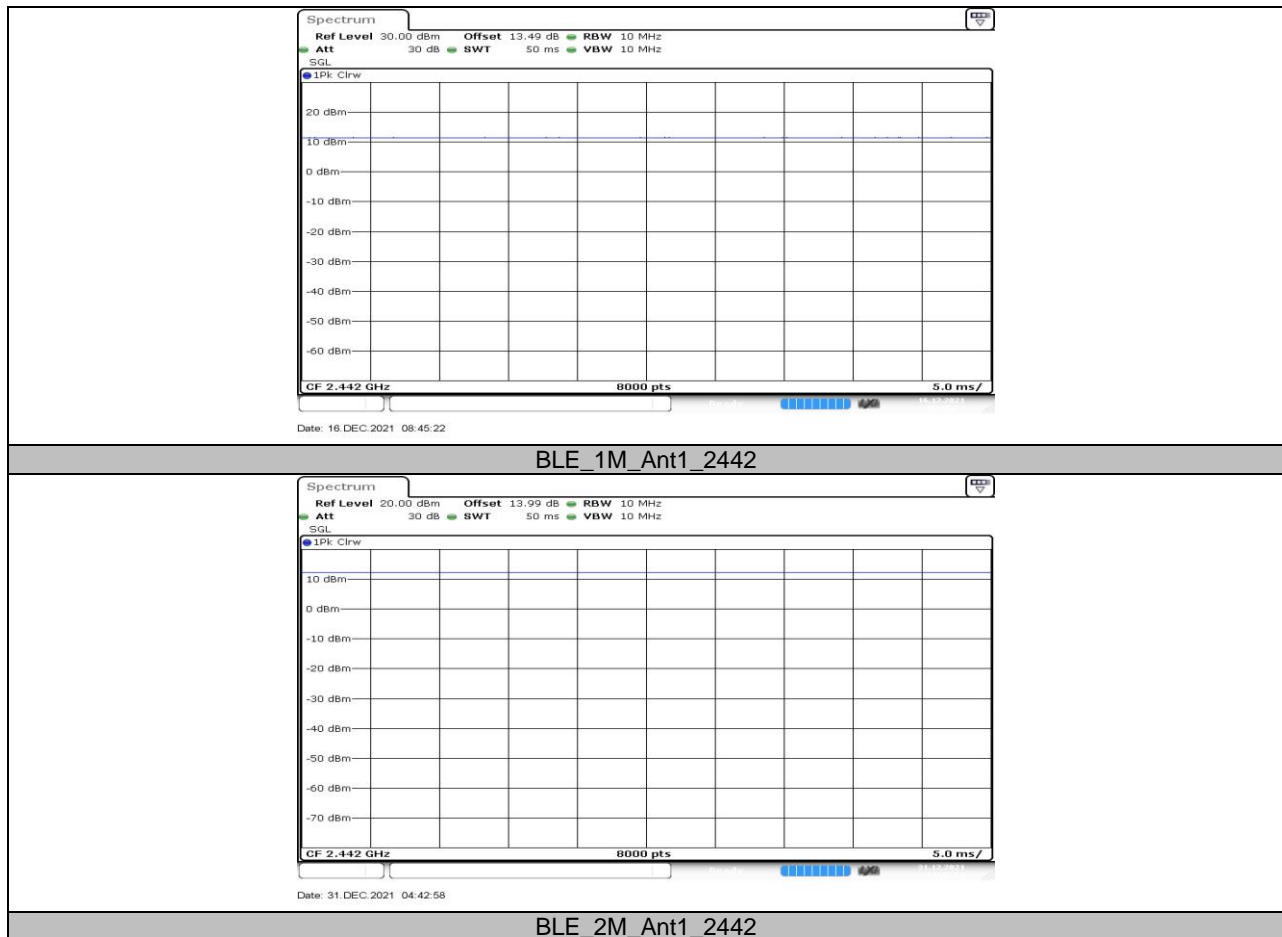 Spectrum
Ref Level 30.00 dBm Offset 13.49 dB RBW 10 MHz
Att 30 dB SWT 50 ms VBW 10 MHz
SGL
1Pk Clrw
20 dBm
10 dBm
0 dBm
-10 dBm
-20 dBm
-30 dBm
-40 dBm
-50 dBm
-60 dBm
CF 2.442 GHz 8000 pts 5.0 ms/
Date: 16.DEC.2021 08:45:22
BLE_1M_Ant1_2442
Spectrum
Ref Level 20.00 dBm Offset 13.99 dB RBW 10 MHz
Att 30 dB SWT 50 ms VBW 10 MHz
SGL
1Pk Clrw
10 dBm
0 dBm
-10 dBm
-20 dBm
-30 dBm
-40 dBm
-50 dBm
-60 dBm
-70 dBm
CF 2.442 GHz 8000 pts 5.0 ms/
Date: 31.DEC.2021 04:42:58
BLE_2M_Ant1_2442